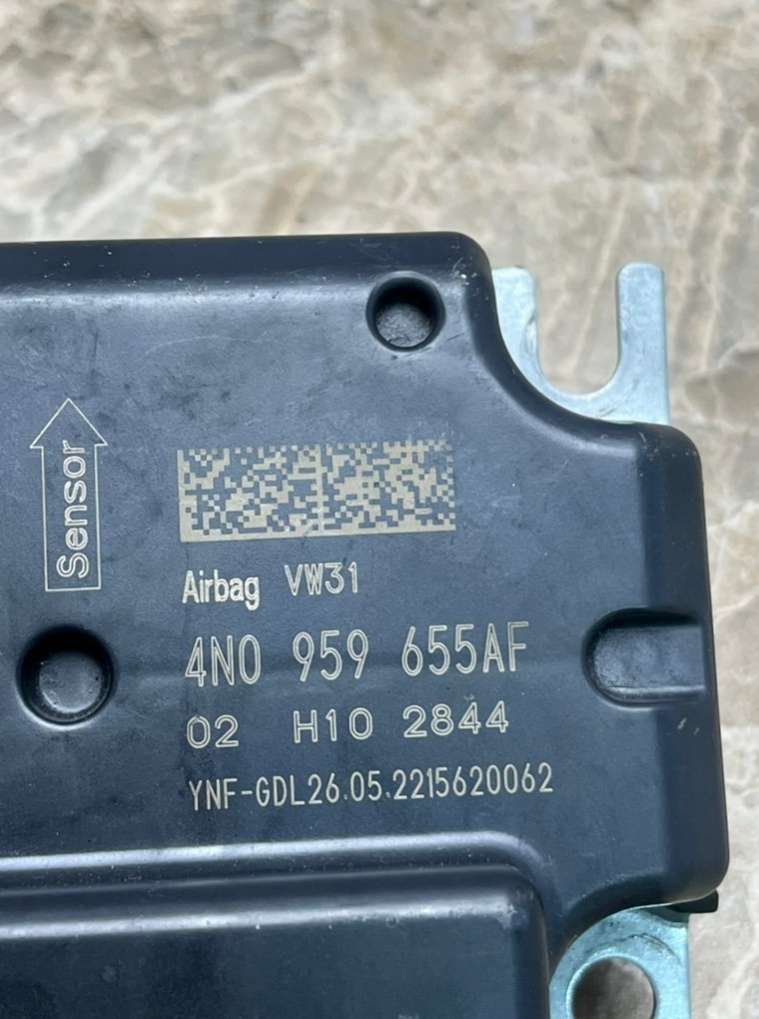 Sensor
Airbag VW31
4N0 959 655AF
02 H10 2844
YNF-GDL26.05.2215620062